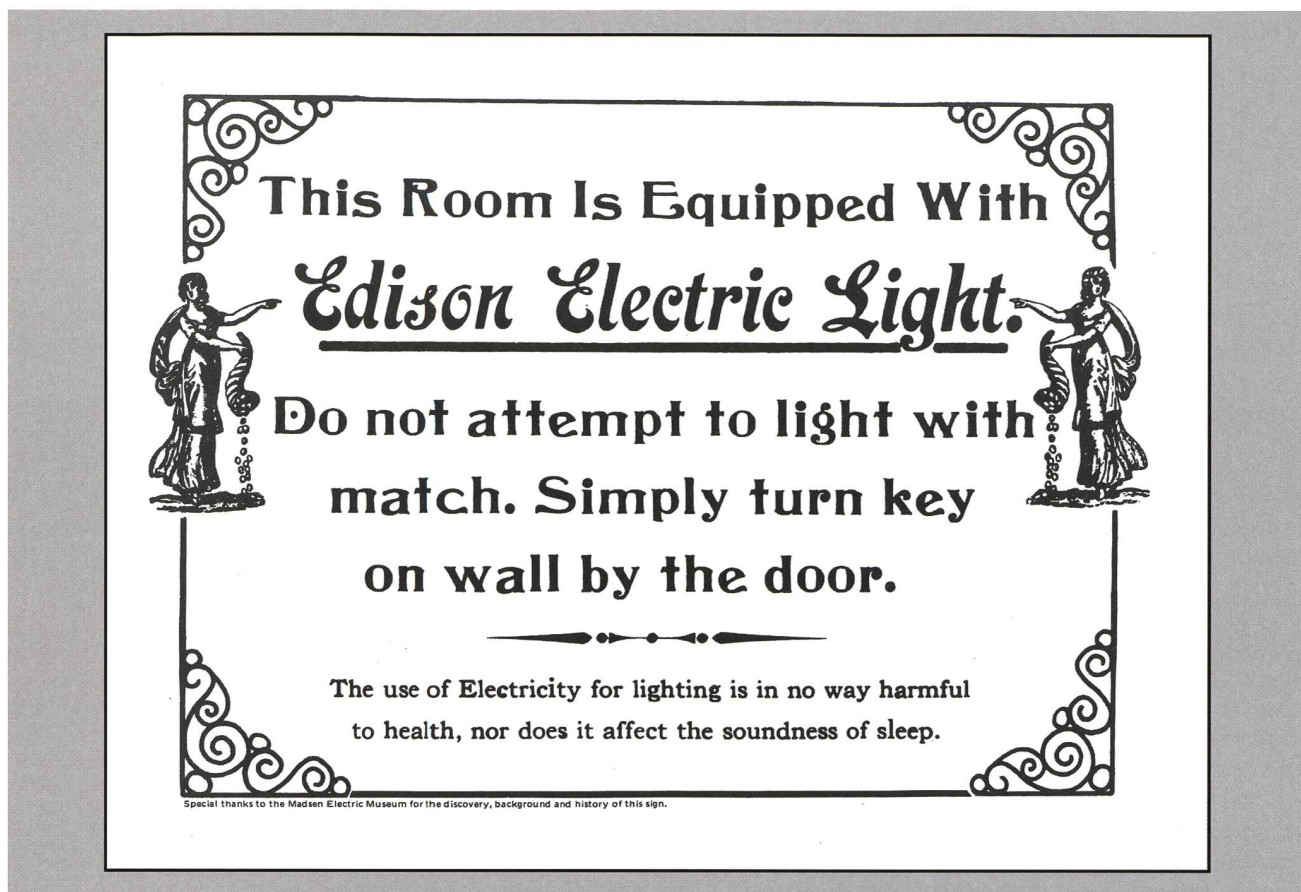 This Room Is Equipped With
Edison Electric Light.
Do not attempt to light with
match. Simply turn key
on wall by the door.
The use of Electricity for lighting is in no way harmful
to health, nor does it affect the soundness of sleep.
Special thanks to the Madsen Electric Museum for the discovery, background and history of this sign.